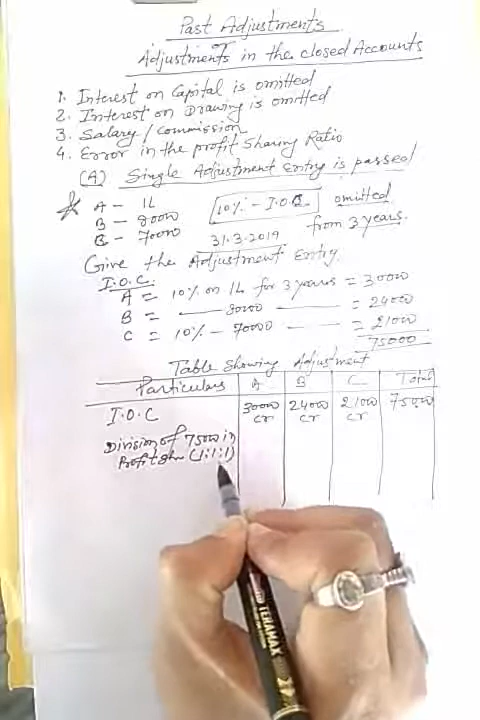 Past Adjustments
Adjustments in the closed Accounts
1. Interest on Capital is omitted
2. Interest on Drawing is omitted
3. Salary / Commission
4. Error in the profit Sharing Ratio
(A) Single Adjustment Entry is passed
A - 1L
B - 80000
C - 70000
10% - I.O.C. omitted
31.3.2019 from 3 years.
Give the Adjustment Entry.
I.O.C.
A = 10% on 1L for 3 years = 30000
B = 80000 = 24000
C = 10% - 70000 = 21000
75000
Table Showing Adjustment
Particulars A B C Total
I.O.C 30000 cr 24000 cr 21000 cr 75000
Division of 75000 in
Profit (1:1:1)
TERAMAX